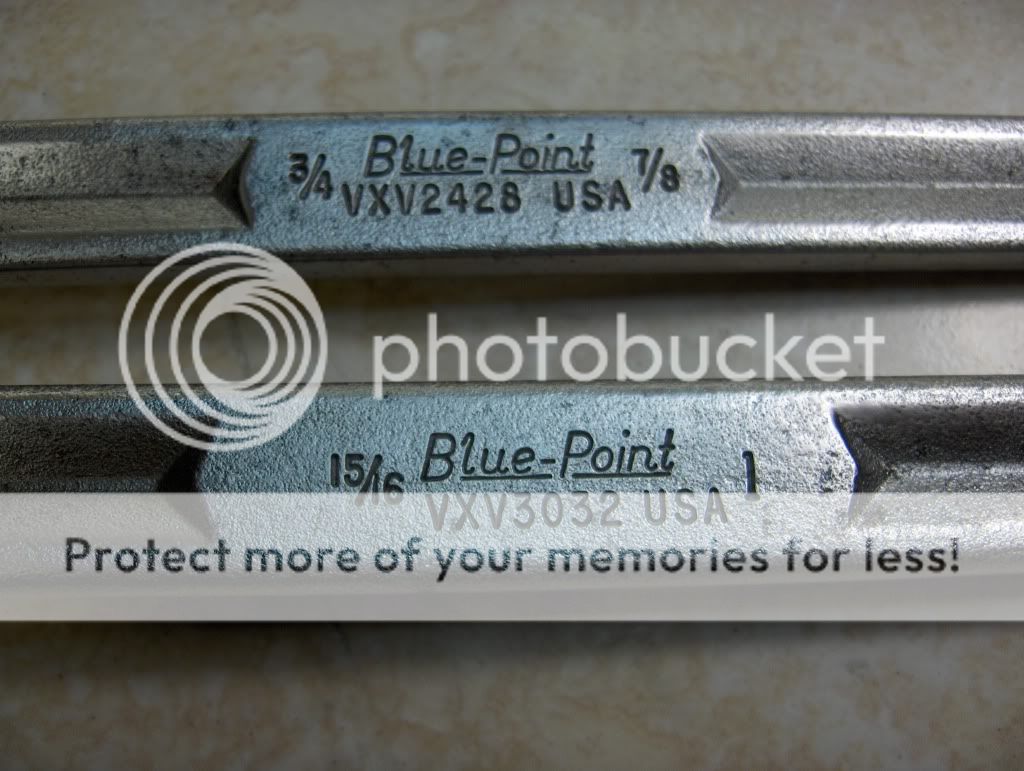 3/4 Blue-Point 7/8
VXV2428 USA
photobucket
15/16 Blue-Point 1
VXV3032 USA
Protect more of your memories for less!